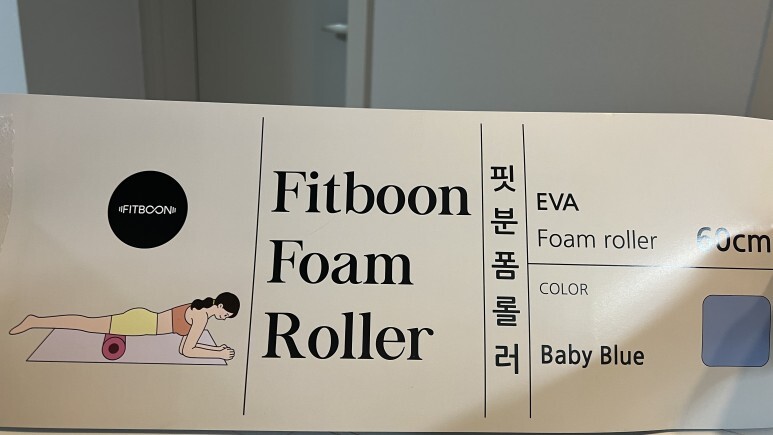 FITBOON
Fitboon
Foam
Roller
핏분폼롤러
EVA
Foam roller 60cm
COLOR
Baby Blue